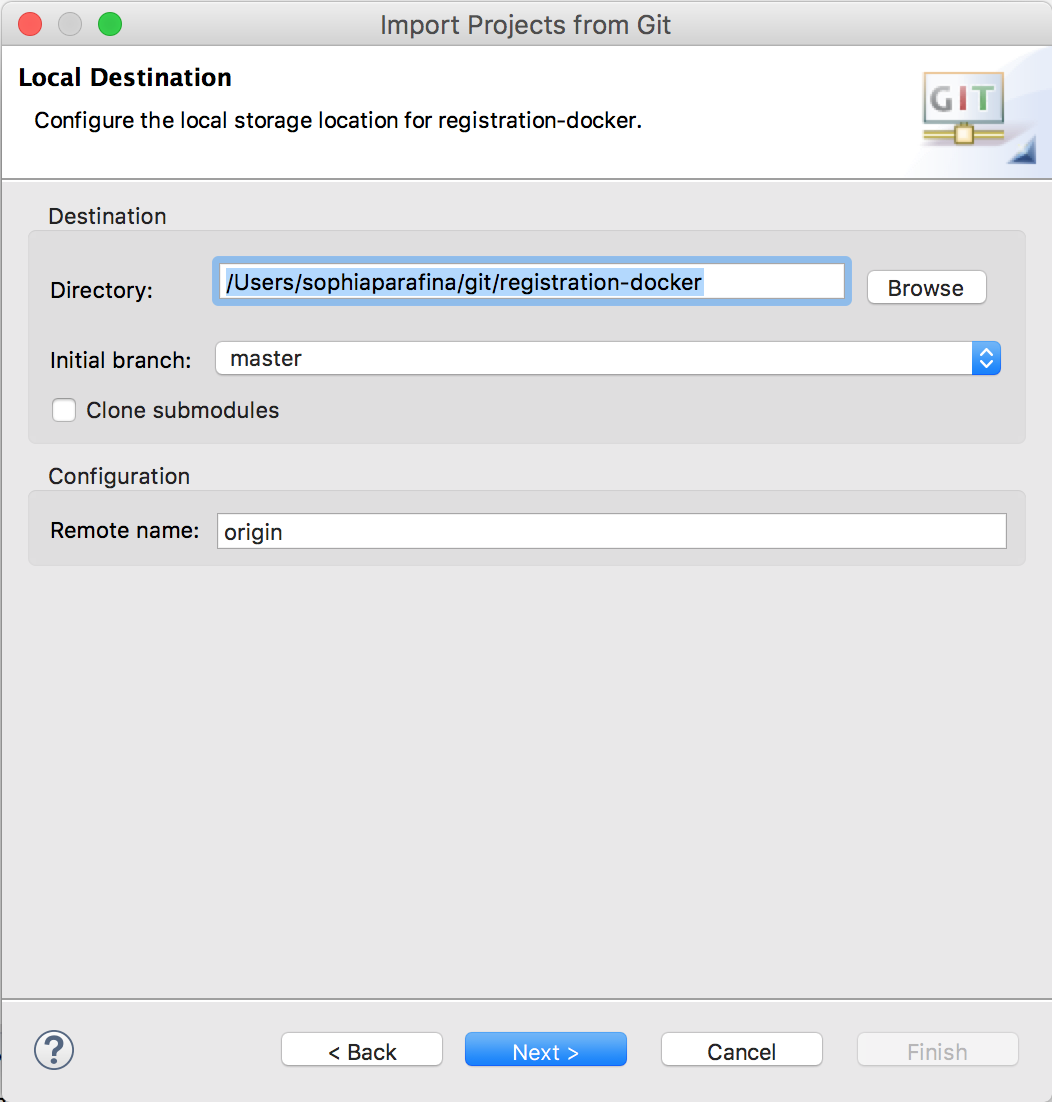 Import Projects from Git
Local Destination
Configure the local storage location for registration-docker.
GIT
Destination
Directory: /Users/sophiaparafina/git/registration-docker Browse
Initial branch: master
Clone submodules
Configuration
Remote name: origin
? < Back Next > Cancel Finish